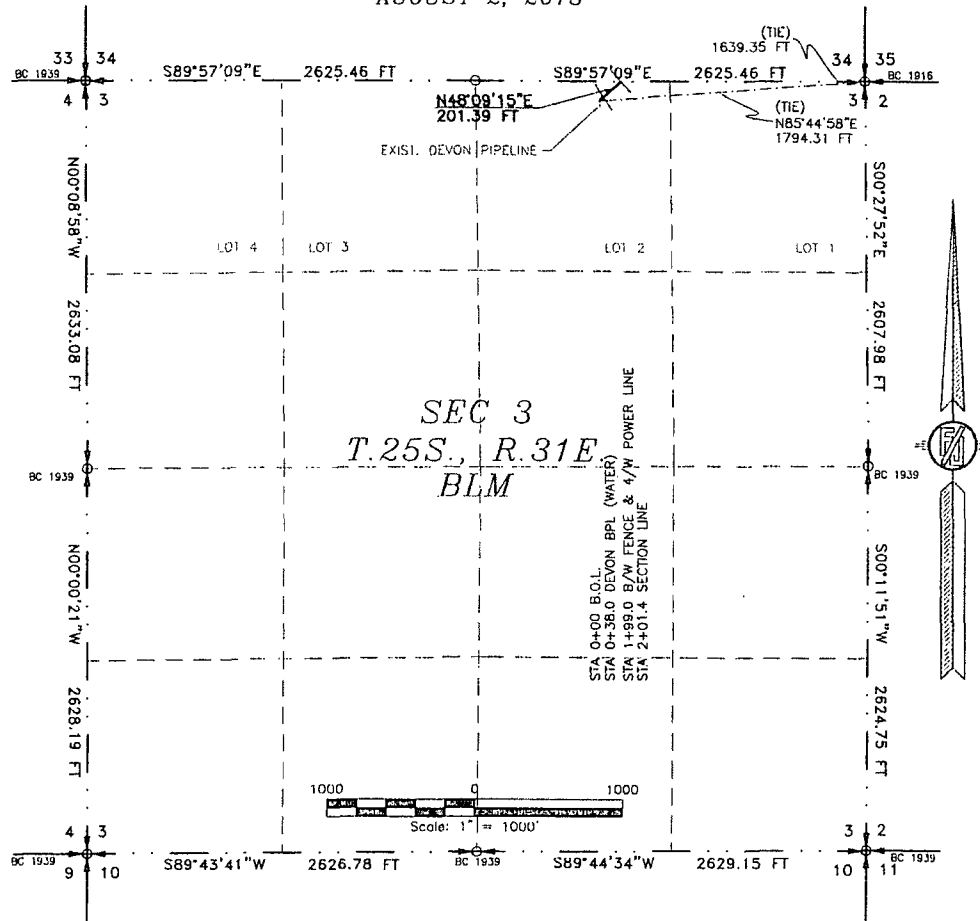 (TIE)
1639.35 FT
33 34
34 35
BC 1939
S89°57'09"E 2625.46 FT
S89°57'09"E 2625.46 FT
BC 1916
4 3
3 2
N48°09'15"E
201.39 FT
(TIE)
N85°44'58"E
1794.31 FT
EXIST. DEVON PIPELINE
N00°08'58"W
2633.08 FT
S00°27'52"E
2607.98 FT
LOT 4
LOT 3
LOT 2
LOT 1
SEC 3
T.25S., R.31E.
BLM
BC 1939
BC 1939
STA 0+00 B.O.L.
STA 0+38.0 DEVON BPL (WATER)
STA 1+99.0 B/W FENCE & 4/W POWER LINE
STA 2+01.4 SECTION LINE
N00°00'21"W
2628.19 FT
S00°11'51"W
2624.75 FT
1000 0 1000
Scale: 1" = 1000'
4 3
3 2
BC 1939
S89°43'41"W 2626.78 FT
BC 1939
S89°44'34"W 2629.15 FT
BC 1939
9 10
10 11